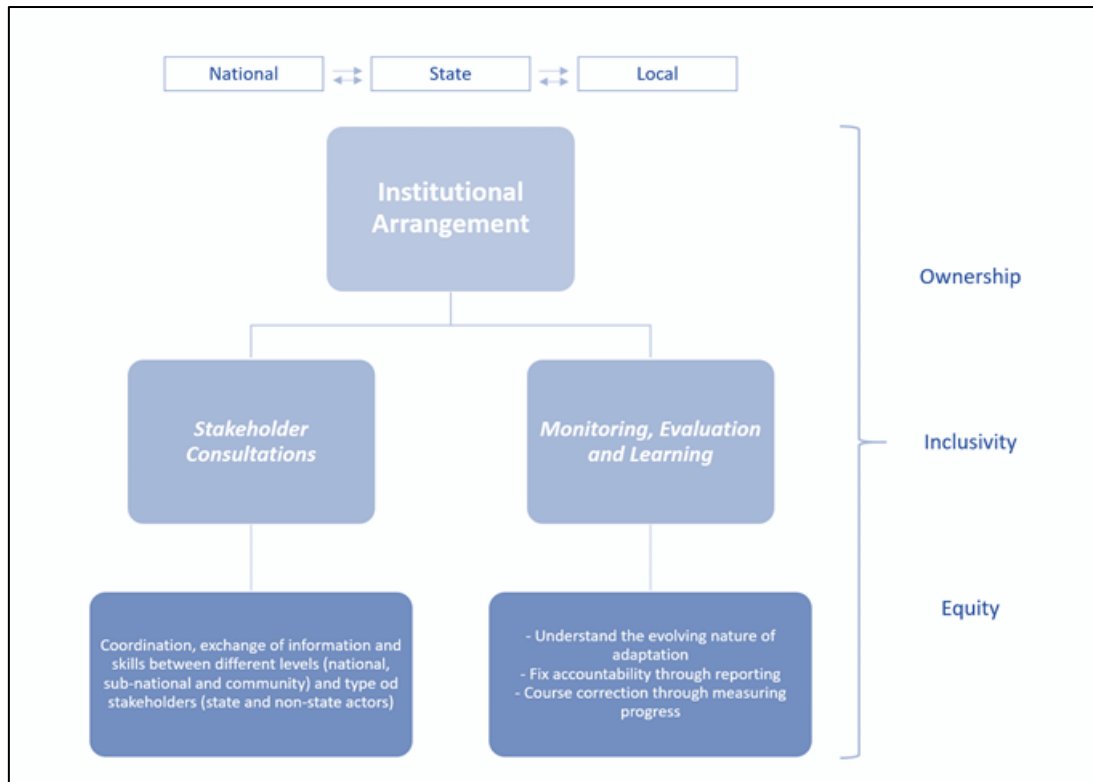 National
State
Local
Institutional
Arrangement
Ownership
Stakeholder
Consultations
Monitoring, Evaluation
and Learning
Inclusivity
Coordination, exchange of information and
skills between different levels (national,
sub-national and community) and type od
stakeholders (state and non-state actors)
- Understand the evolving nature of
adaptation
- Fix accountability through reporting
- Course correction through measuring
progress
Equity